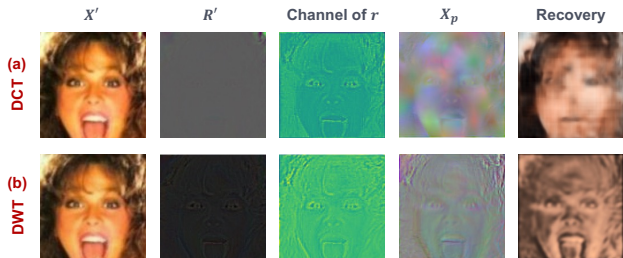 X′ R′ Channel of r Xₚ Recovery
(a) DCT
(b) DWT